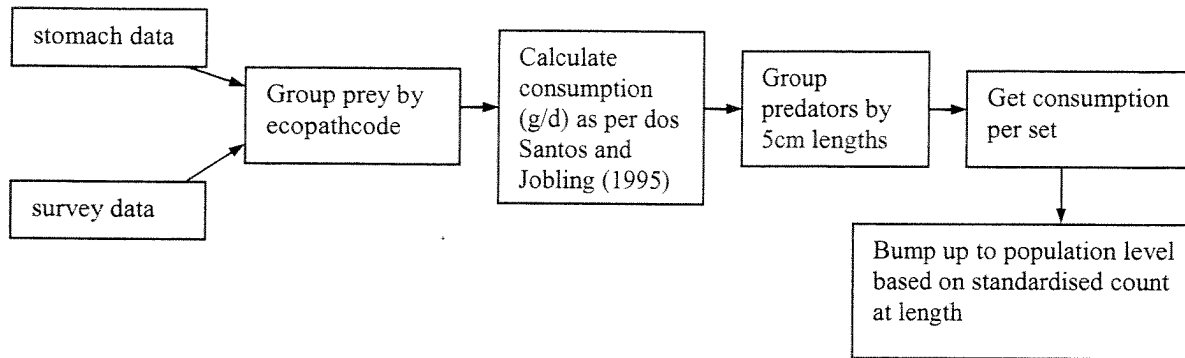 stomach data
survey data
Group prey by
ecopathcode
Calculate
consumption
(g/d) as per dos
Santos and
Jobling (1995)
Group
predators by
5cm lengths
Get consumption
per set
Bump up to population level
based on standardised count
at length